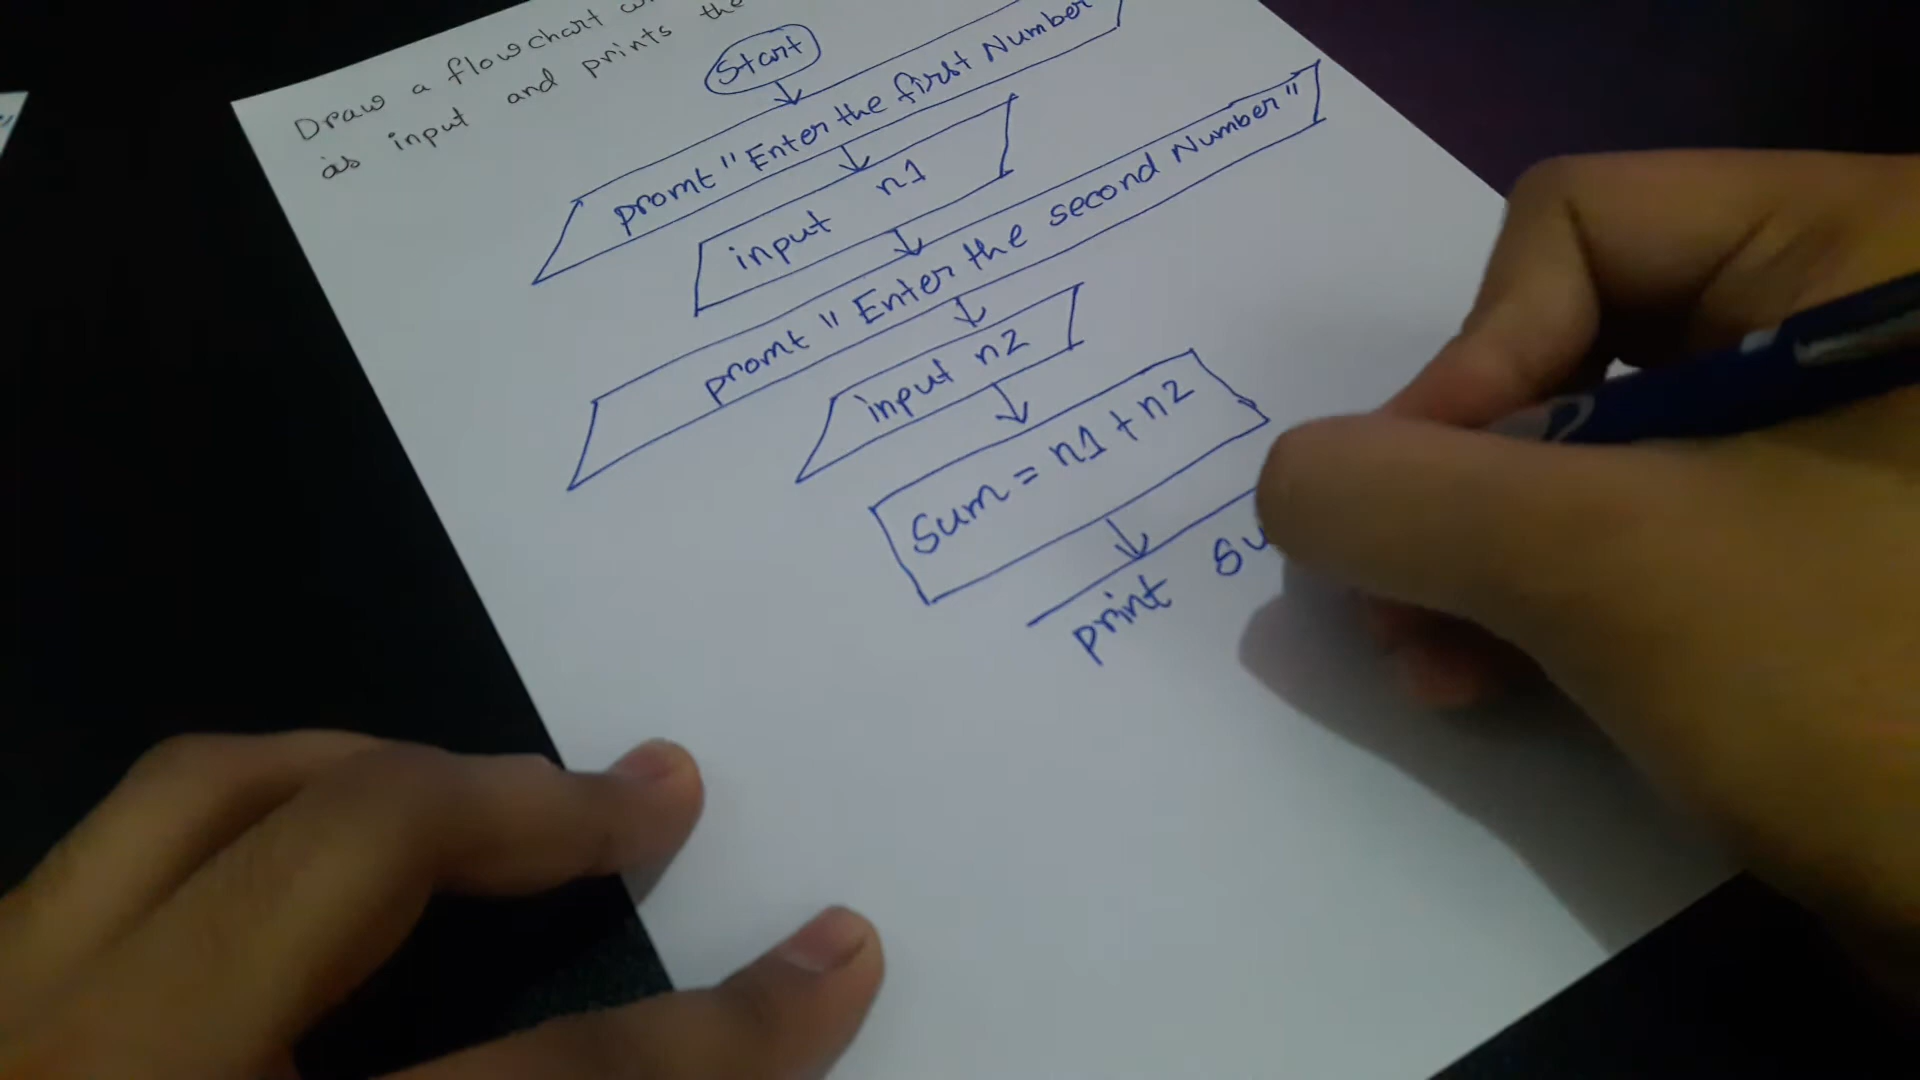 Draw a flowchart
as input and prints the
Start
promt "Enter the first Number
input n1
promt "Enter the second Number"
input n2
Sum = n1 + n2
print